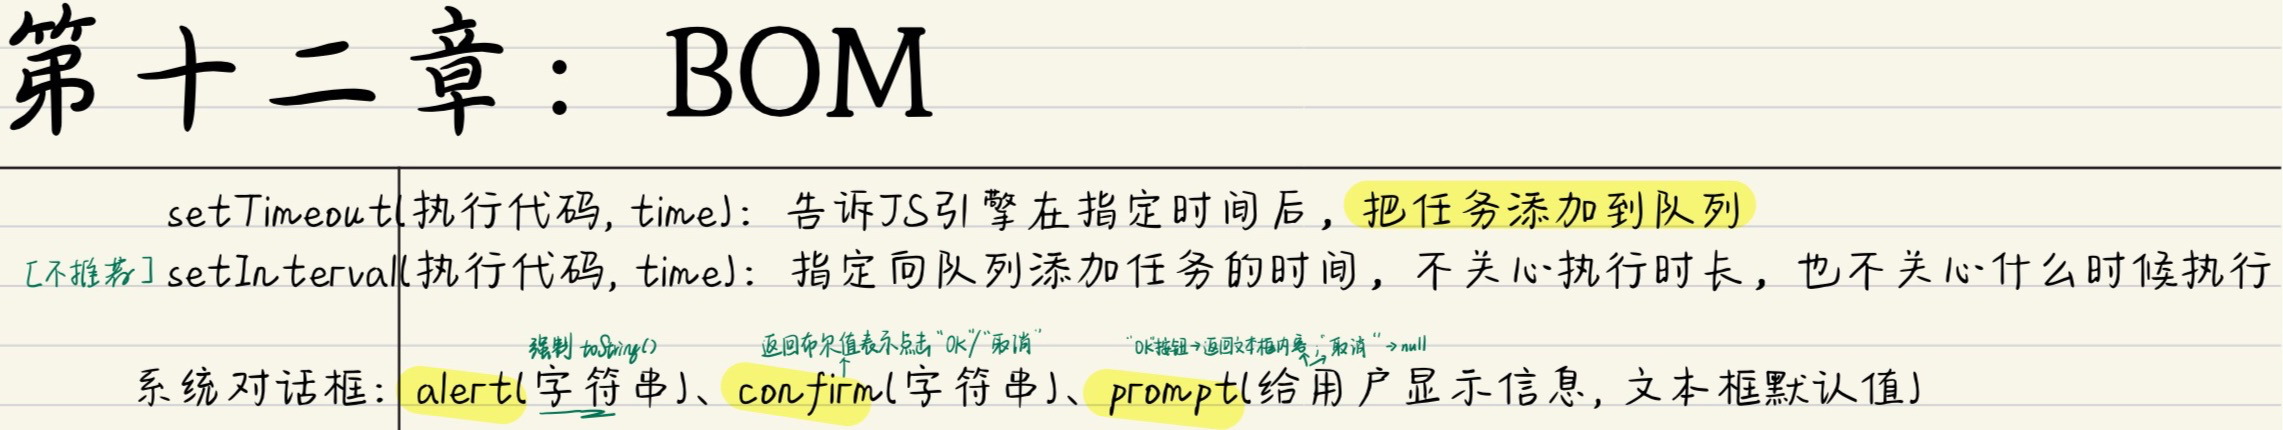 第十二章：BOM
setTimeout(执行代码, time)：告诉JS引擎在指定时间后，把任务添加到队列
[不推荐] setInterval(执行代码, time)：指定向队列添加任务的时间，不关心执行时长，也不关心什么时候执行
强制 toString() 返回布尔值表示点击"OK"/"取消" "OK"按钮→返回文本框内容；"取消"→null
系统对话框：alert(字符串)、confirm(字符串)、prompt(给用户显示信息, 文本框默认值)